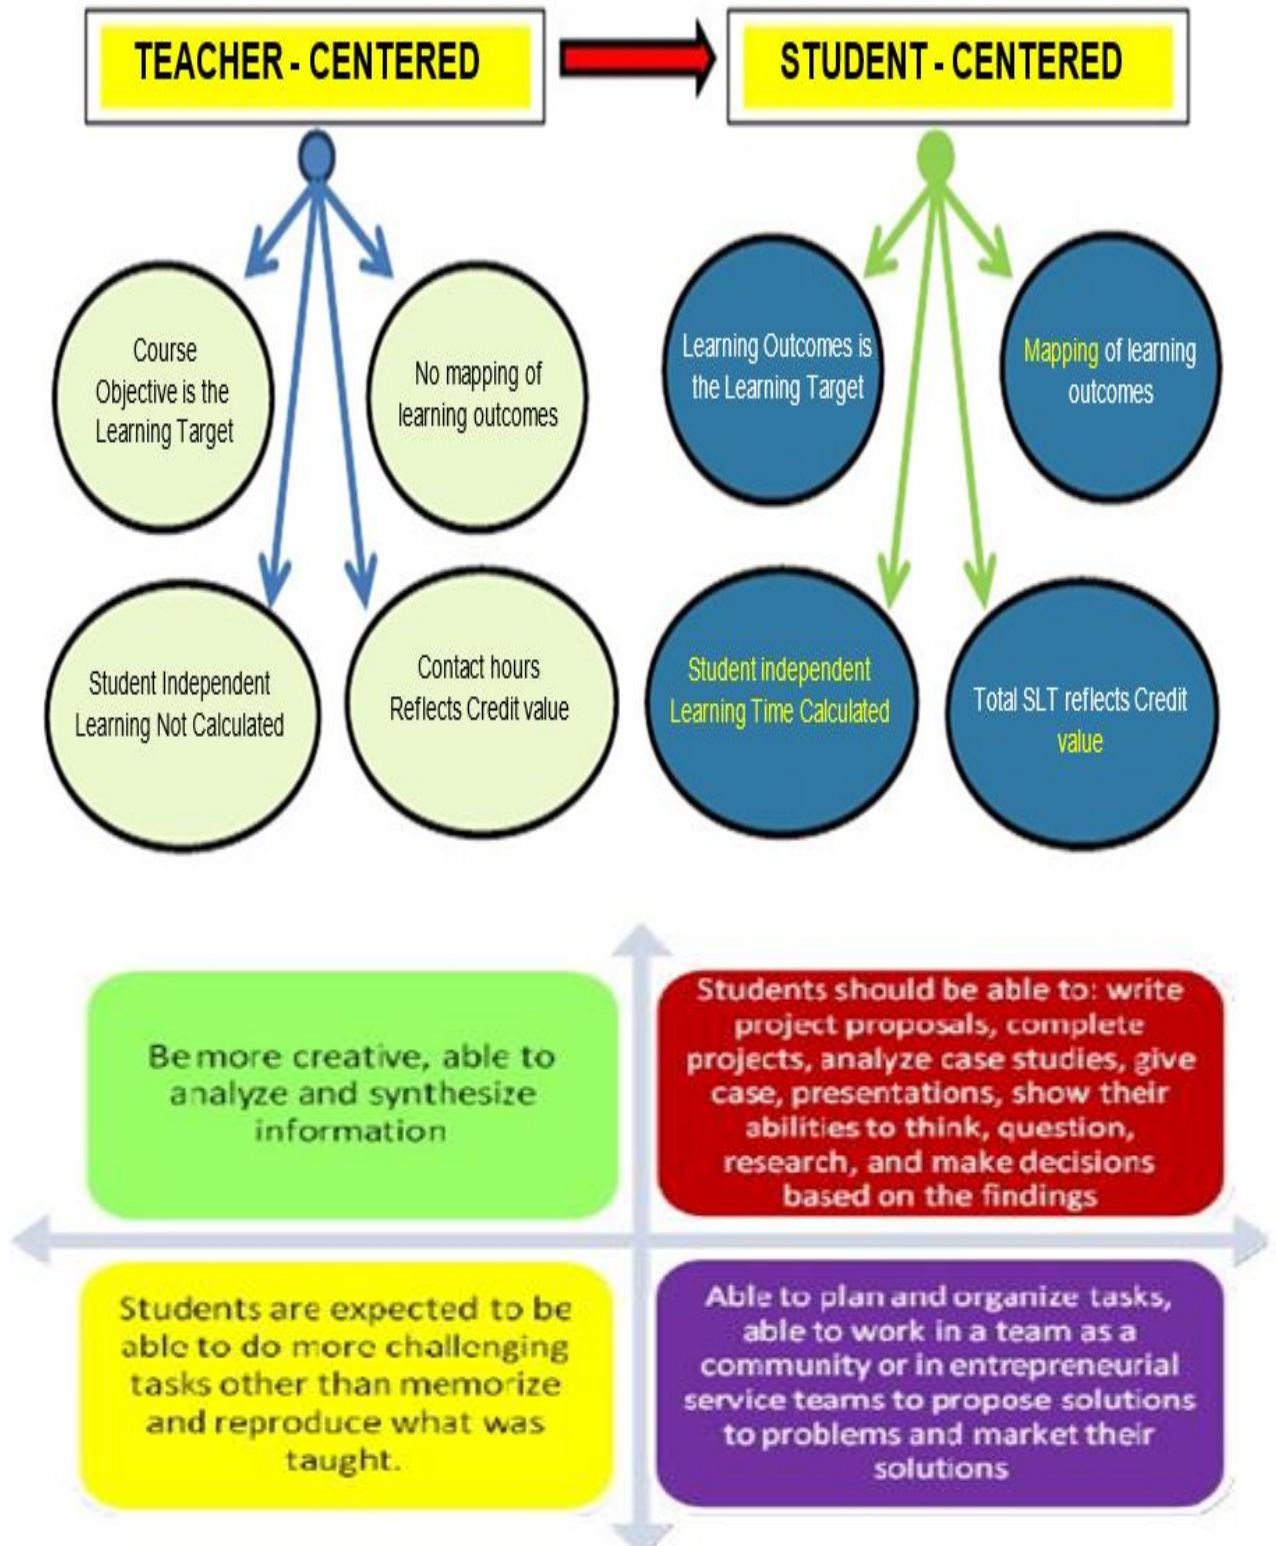 TEACHER - CENTERED
STUDENT - CENTERED
Course
Objective is the
Learning Target
No mapping of
learning outcomes
Learning Outcomes is
the Learning Target
Mapping of learning
outcomes
Student Independent
Learning Not Calculated
Contact hours
Reflects Credit value
Student independent
Learning Time Calculated
Total SLT reflects Credit
value
Be more creative, able to
analyze and synthesize
information
Students should be able to: write
project proposals, complete
projects, analyze case studies, give
case, presentations, show their
abilities to think, question,
research, and make decisions
based on the findings
Students are expected to be
able to do more challenging
tasks other than memorize
and reproduce what was
taught.
Able to plan and organize tasks,
able to work in a team as a
community or in entrepreneurial
service teams to propose solutions
to problems and market their
solutions